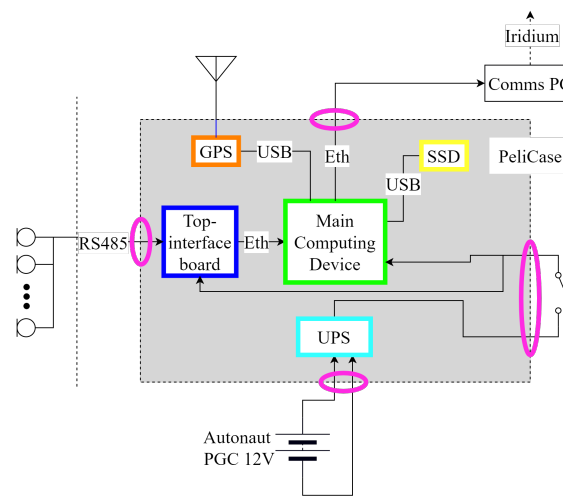 Iridium
Comms PC
GPS
USB
Eth
SSD
PeliCase
USB
RS485
Top-
interface
board
Eth
Main
Computing
Device
UPS
Autonaut
PGC 12V